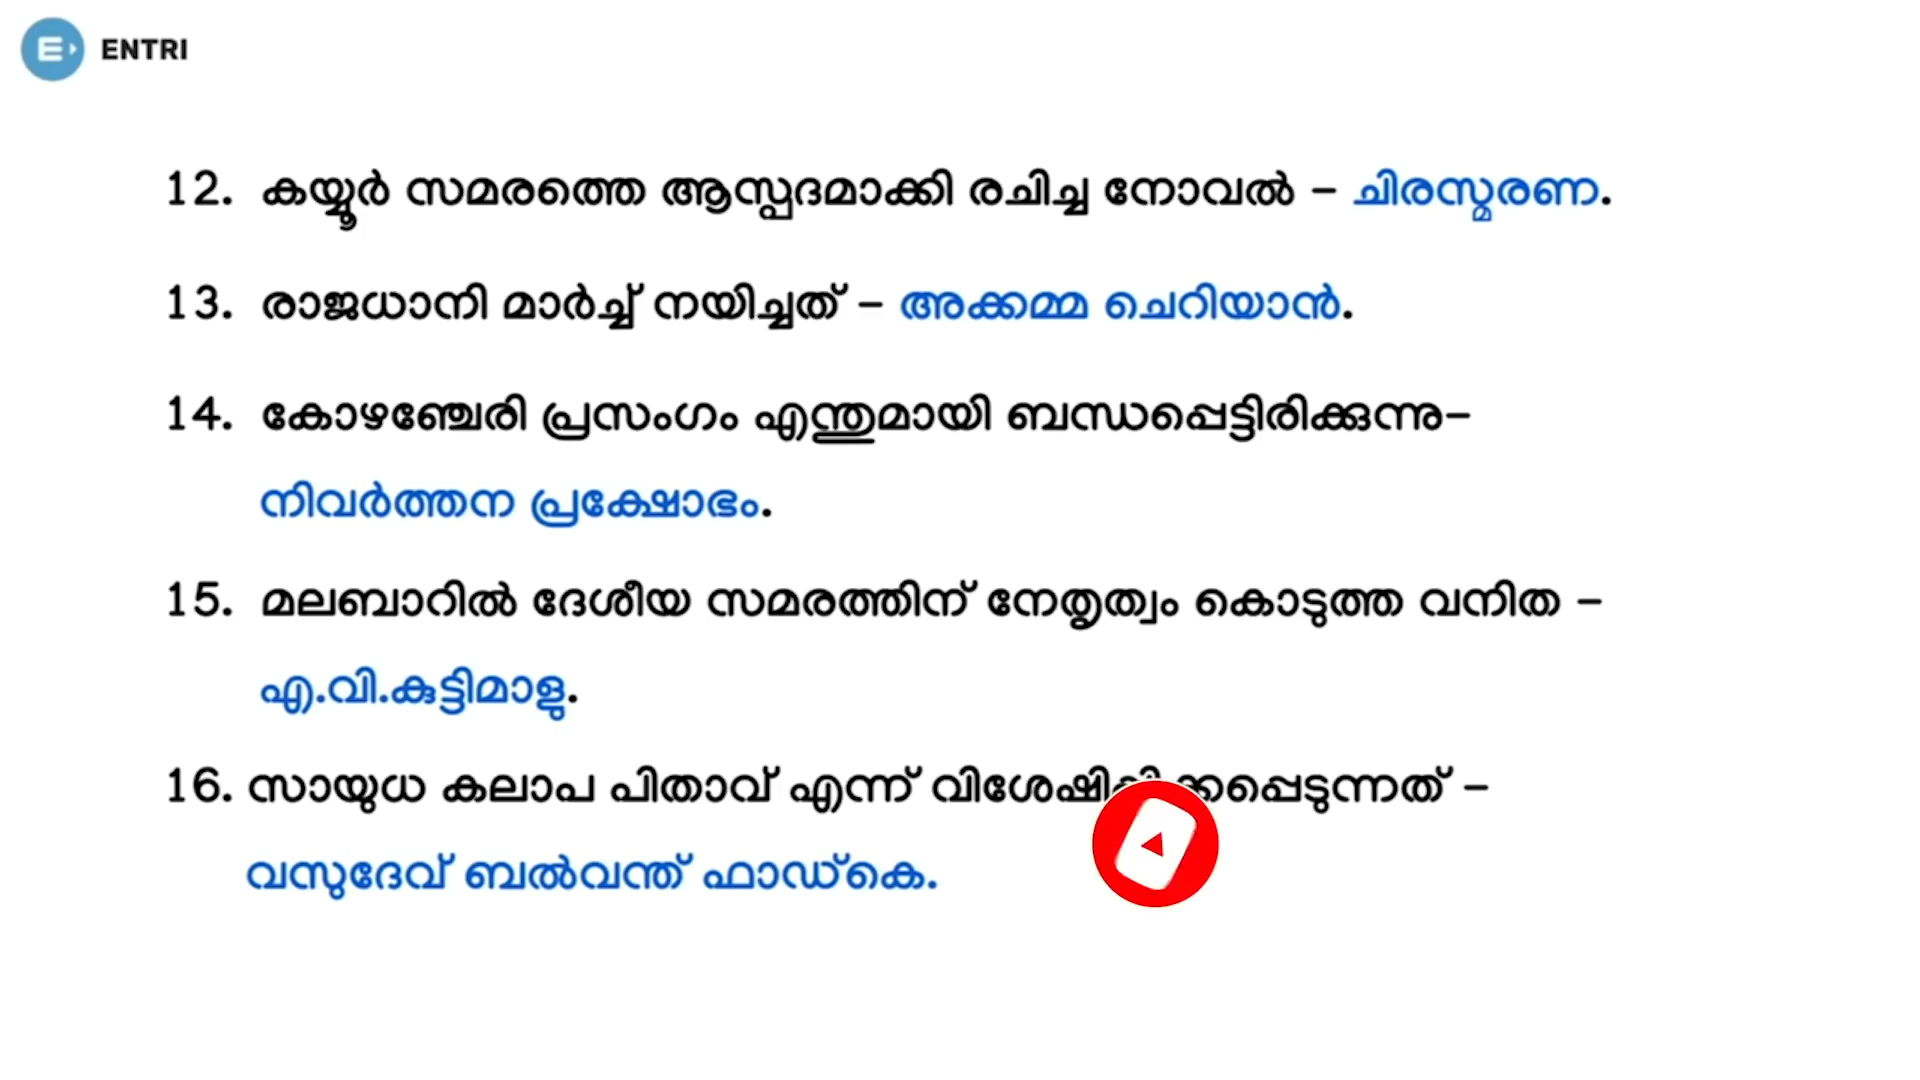 ENTRI
12. കയ്യൂർ സമരത്തെ ആസ്പദമാക്കി രചിച്ച നോവൽ – ചിരസ്മരണ.
13. രാജധാനി മാർച്ച് നയിച്ചത് – അക്കമ്മ ചെറിയാൻ.
14. കോഴഞ്ചേരി പ്രസംഗം എന്തുമായി ബന്ധപ്പെട്ടിരിക്കുന്നു–
നിവർത്തന പ്രക്ഷോഭം.
15. മലബാറിൽ ദേശീയ സമരത്തിന് നേതൃത്വം കൊടുത്ത വനിത –
എ.വി.കുട്ടിമാളു.
16. സായുധ കലാപ പിതാവ് എന്ന് –
വസുദേവ് ബൽവന്ത് ഫാഡ്കെ.